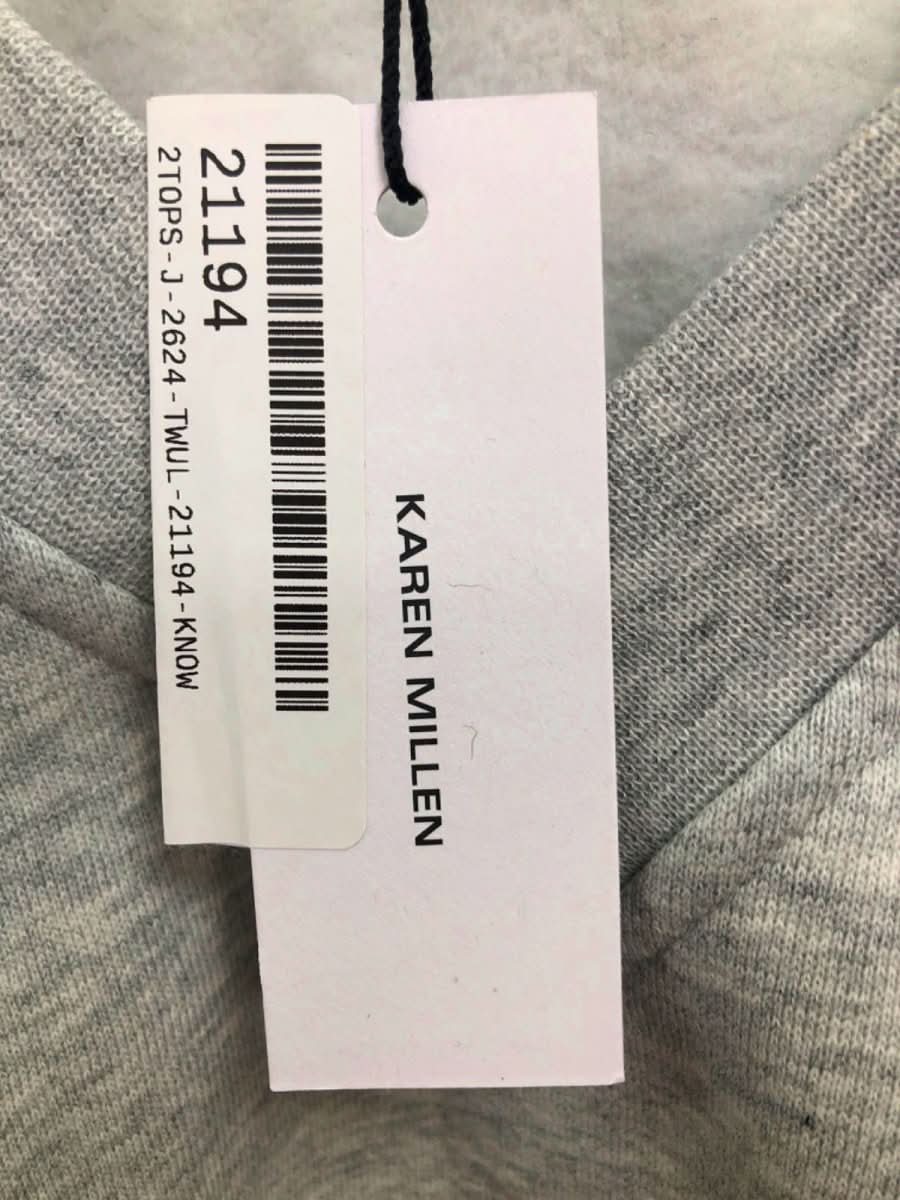 21194
2TOPS-J-2624-TWUL-21194-KNOW
KAREN MILLEN